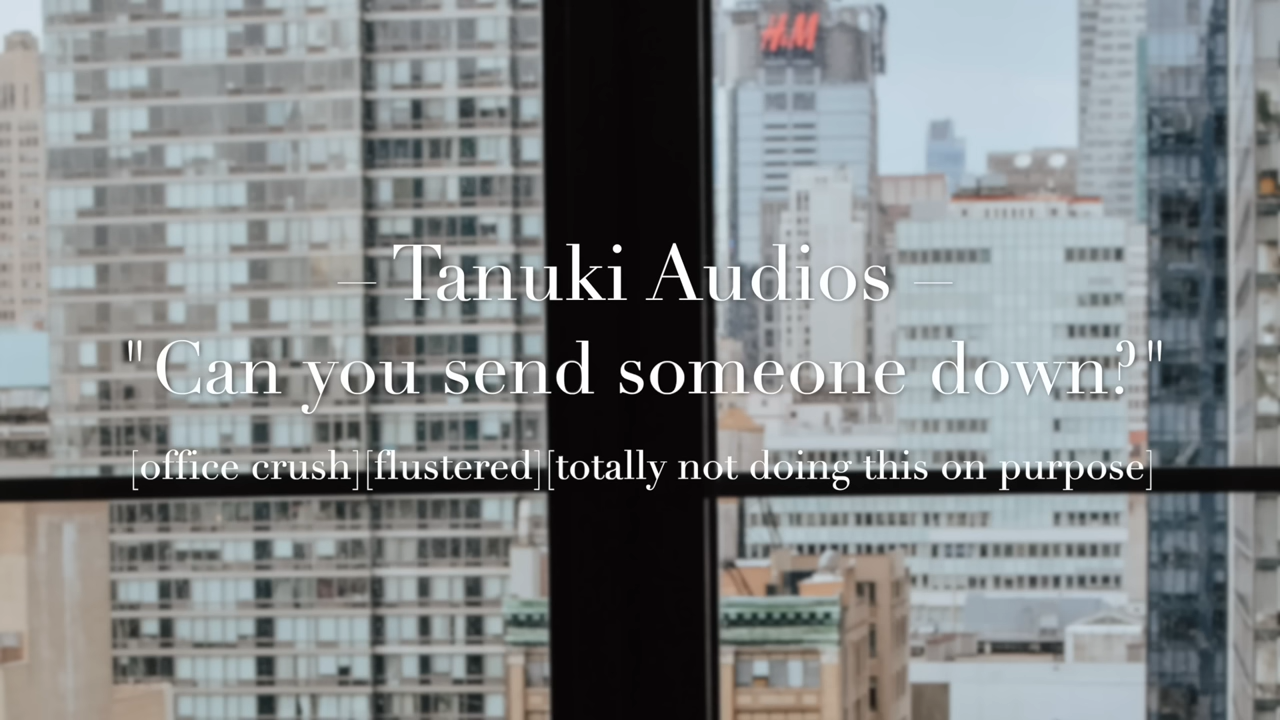 H&M
— Tanuki Audios —
"Can you send someone down?"
[office crush][flustered][totally not doing this on purpose]